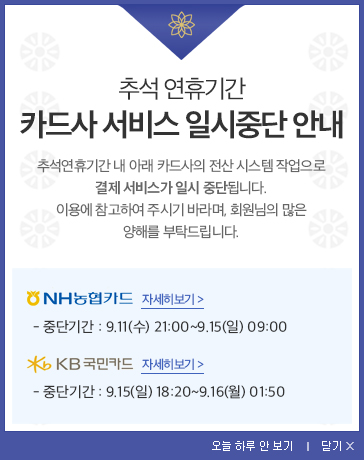 추석 연휴기간
카드사 서비스 일시중단 안내
추석연휴기간 내 아래 카드사의 전산 시스템 작업으로
결제 서비스가 일시 중단됩니다.
이용에 참고하여 주시기 바라며, 회원님의 많은
양해를 부탁드립니다.
NH농협카드 자세히보기 >
- 중단기간 : 9.11(수) 21:00~9.15(일) 09:00
KB국민카드 자세히보기 >
- 중단기간 : 9.15(일) 18:20~9.16(월) 01:50
오늘 하루 안 보기 | 닫기 X